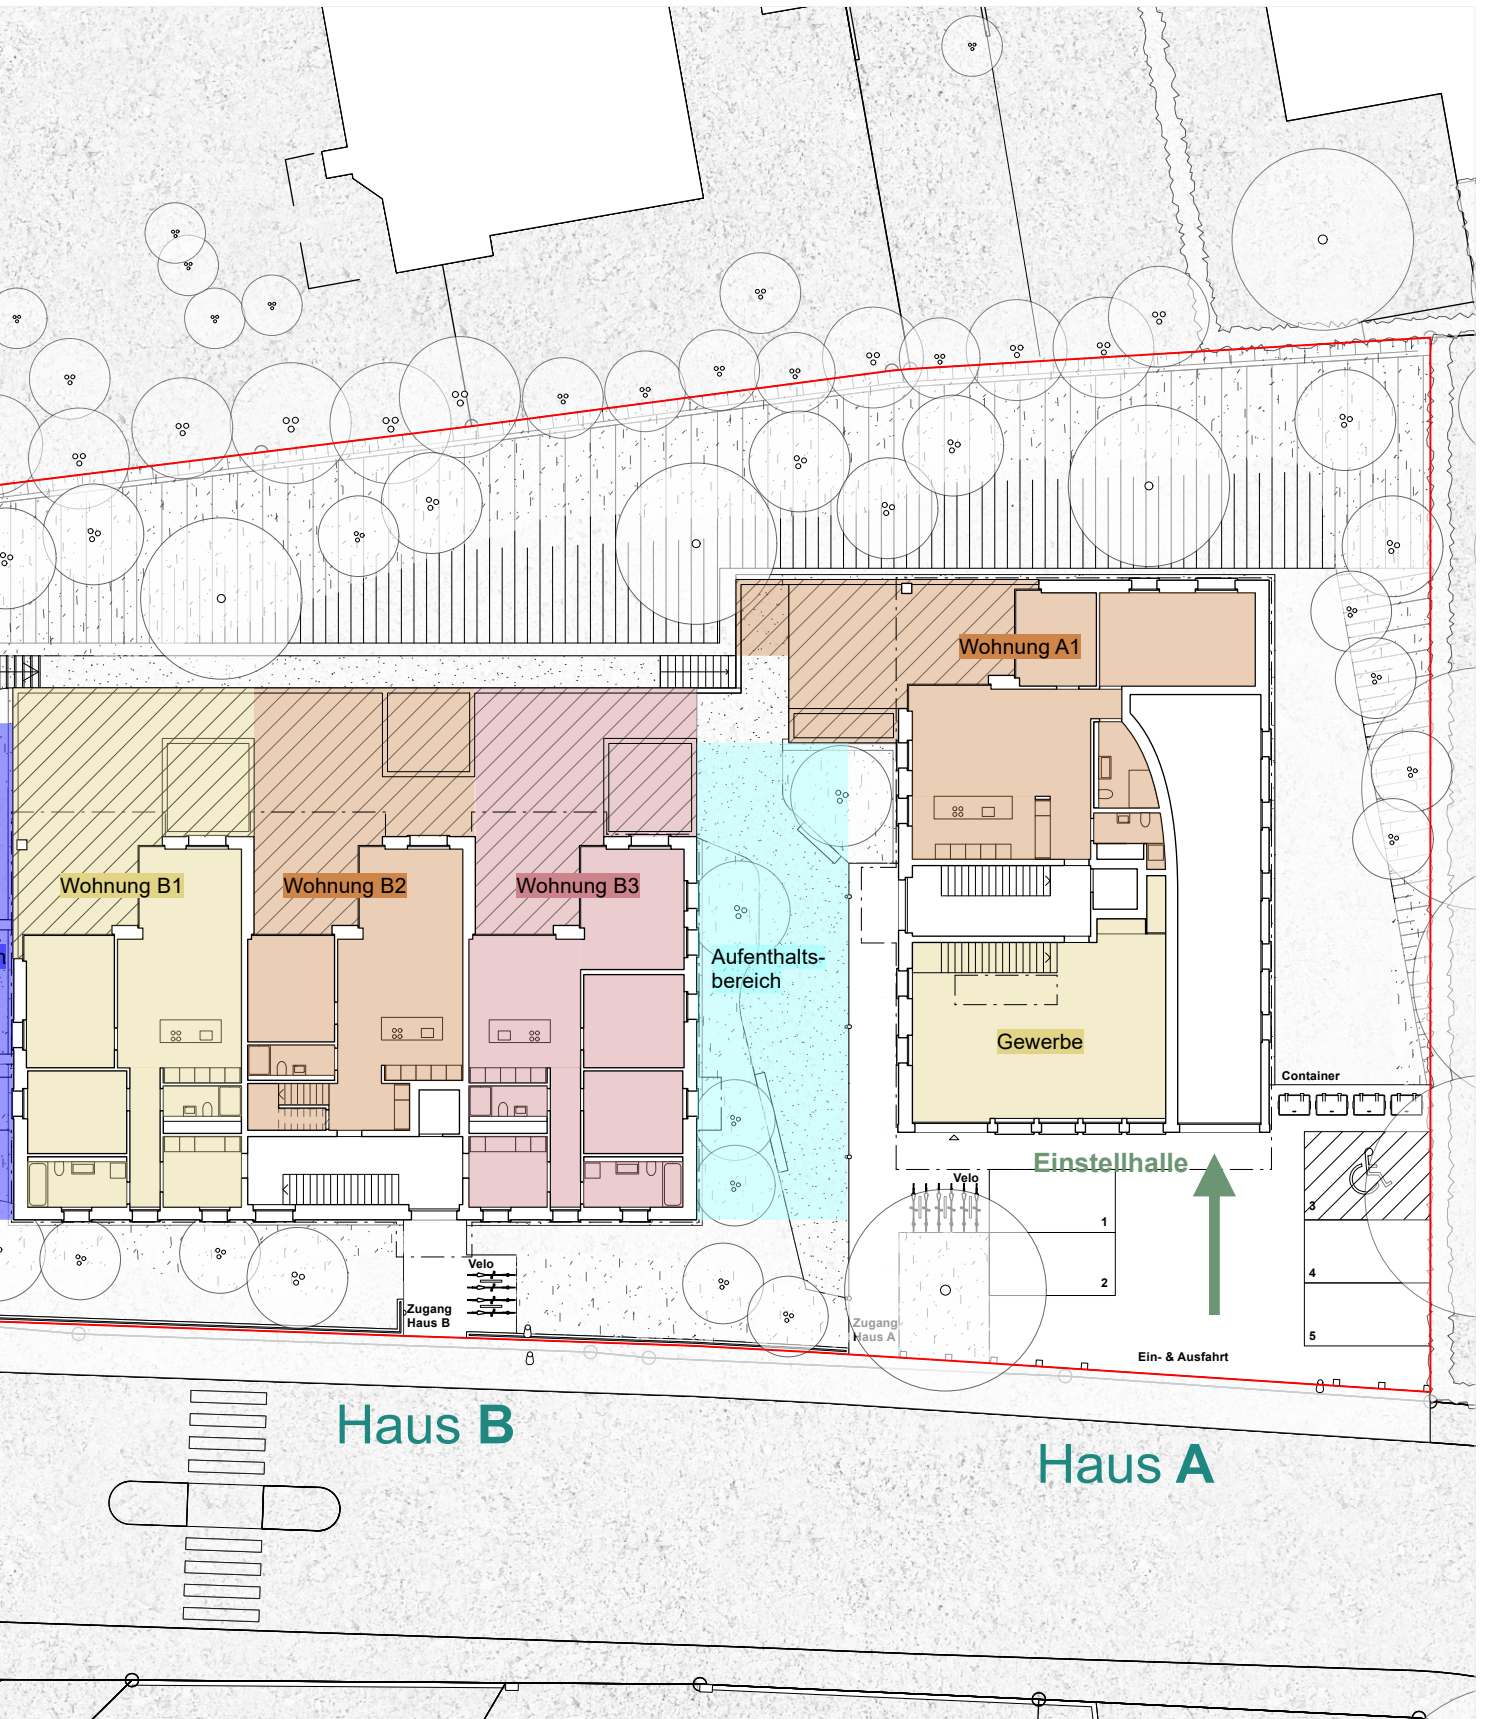 Wohnung A1
Wohnung B1
Wohnung B2
Wohnung B3
Aufenthalts-
bereich
n
Gewerbe
Container
Einstellhalle
Velo
3
1
4
2
5
Velo
Zugang
Haus B
Zugang
Haus A
Ein- & Ausfahrt
Haus B
Haus A